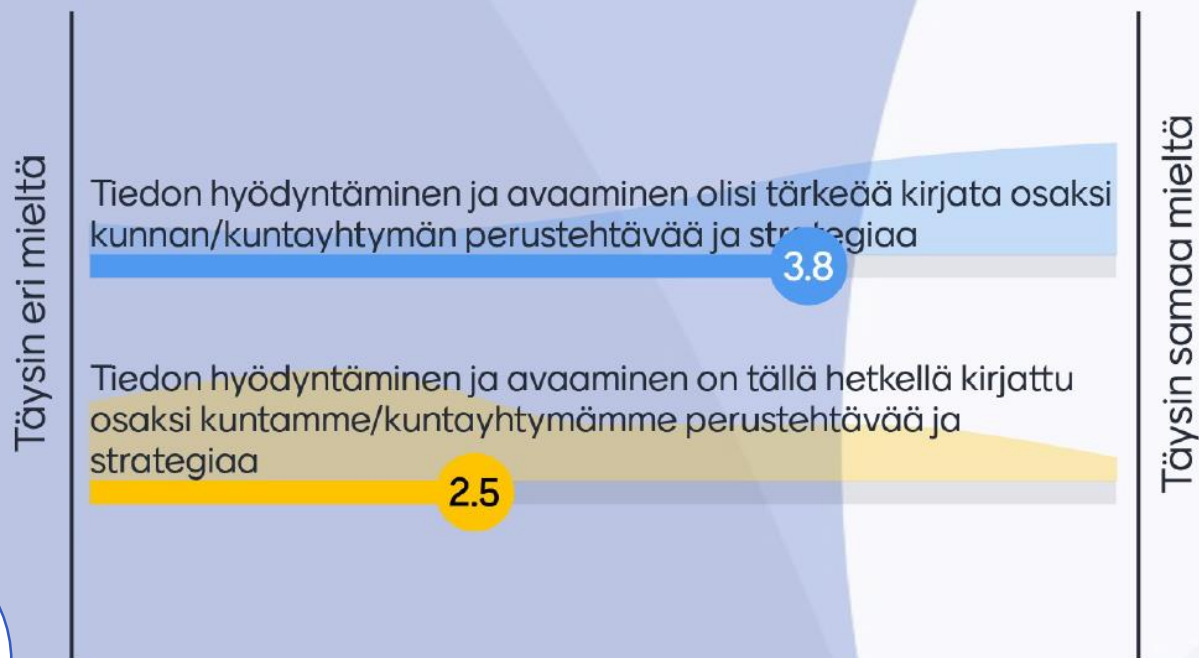 Täysin eri mieltä
Tiedon hyödyntäminen ja avaaminen olisi tärkeää kirjata osaksi
kunnan/kuntayhtymän perustehtävää ja strategiaa
3.8
Tiedon hyödyntäminen ja avaaminen on tällä hetkellä kirjattu
osaksi kuntamme/kuntayhtymämme perustehtävää ja
strategiaa
2.5
Täysin samaa mieltä